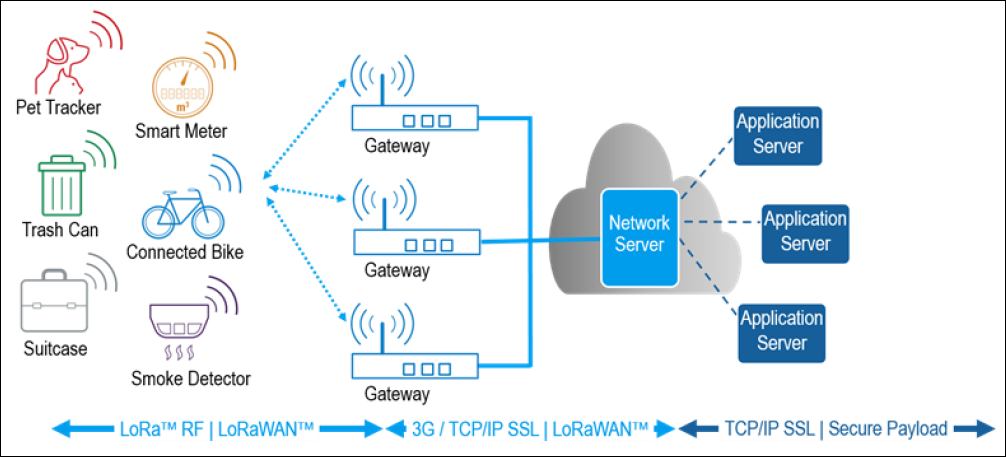 Pet Tracker
Smart Meter
m³
Trash Can
Connected Bike
Suitcase
Smoke Detector
Gateway
Gateway
Gateway
Network
Server
Application
Server
Application
Server
Application
Server
LoRa™ RF | LoRaWAN™
3G / TCP/IP SSL | LoRaWAN™
TCP/IP SSL | Secure Payload